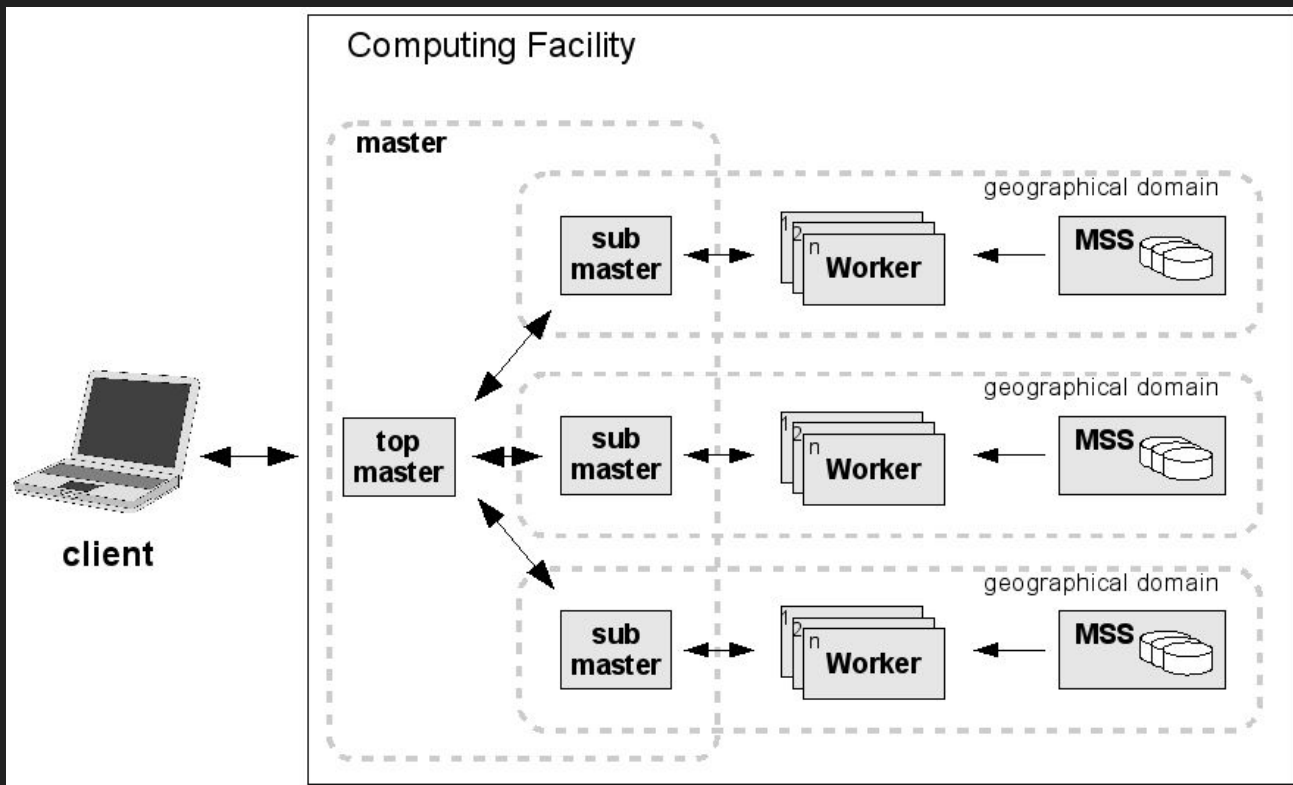 Computing Facility
master
geographical domain
sub
master
1
2
n
Worker
MSS
geographical domain
client
top
master
sub
master
1
2
n
Worker
MSS
geographical domain
sub
master
1
2
n
Worker
MSS